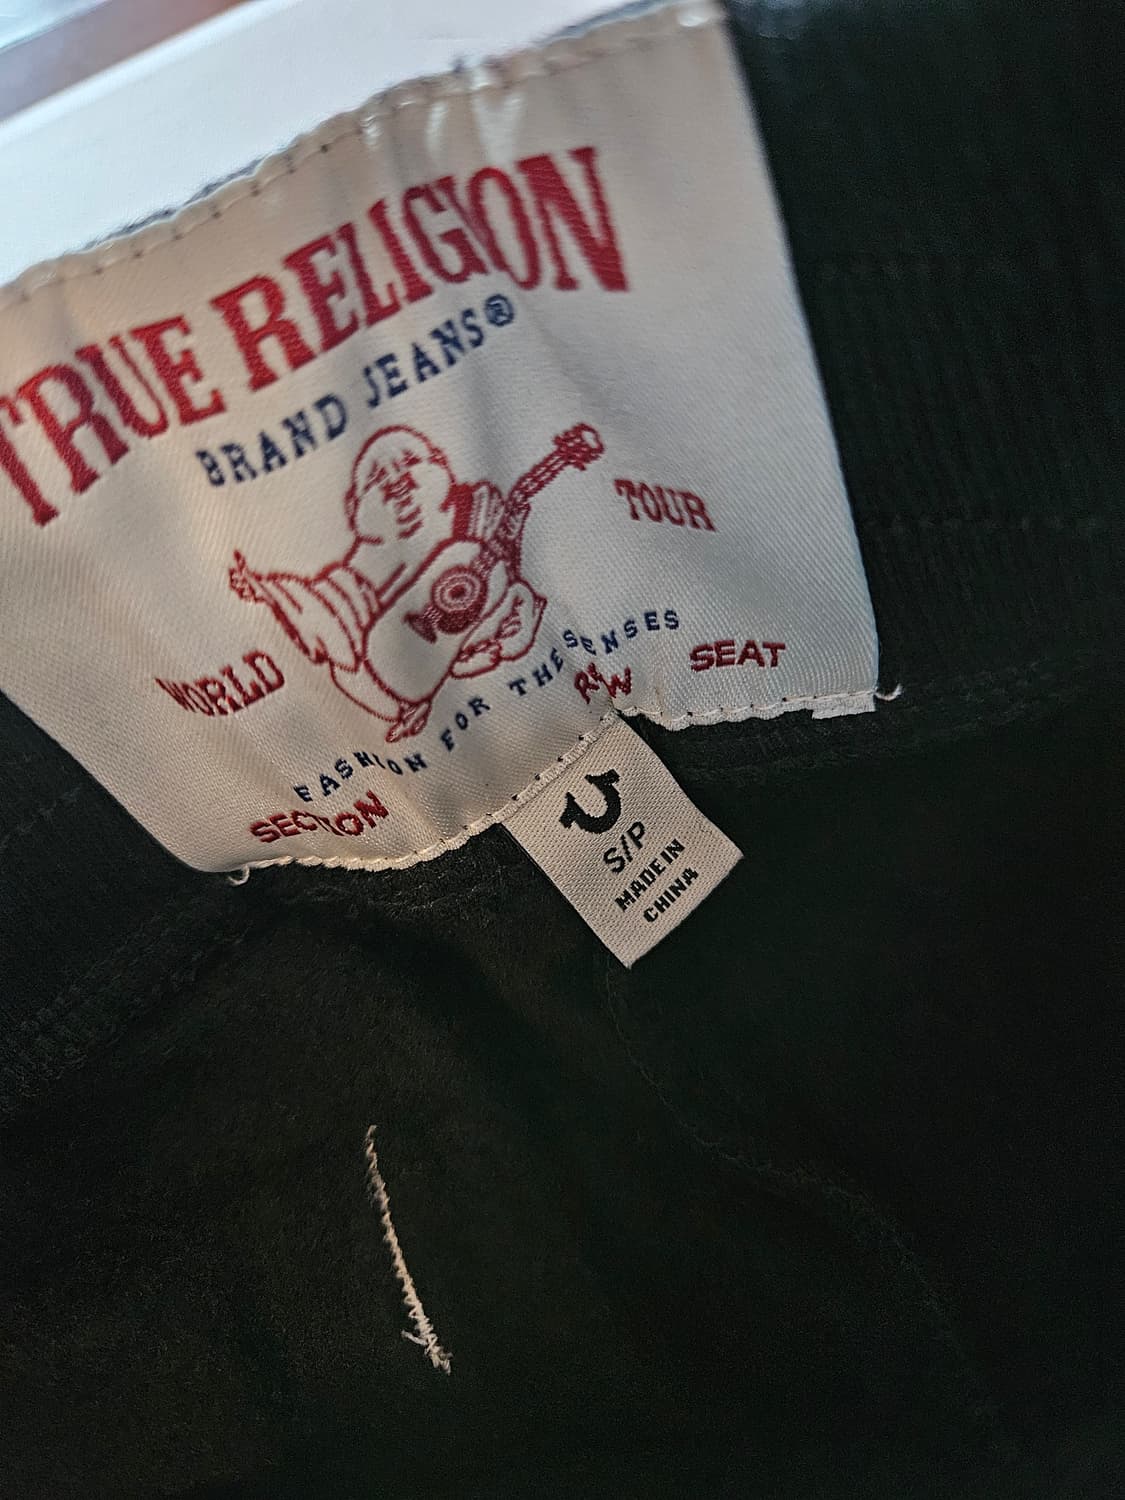 TRUE RELIGION
BRAND JEANS®
WORLD TOUR
FASHION FOR THE SENSES
SECTION ROW SEAT
S/P
MADE IN
CHINA